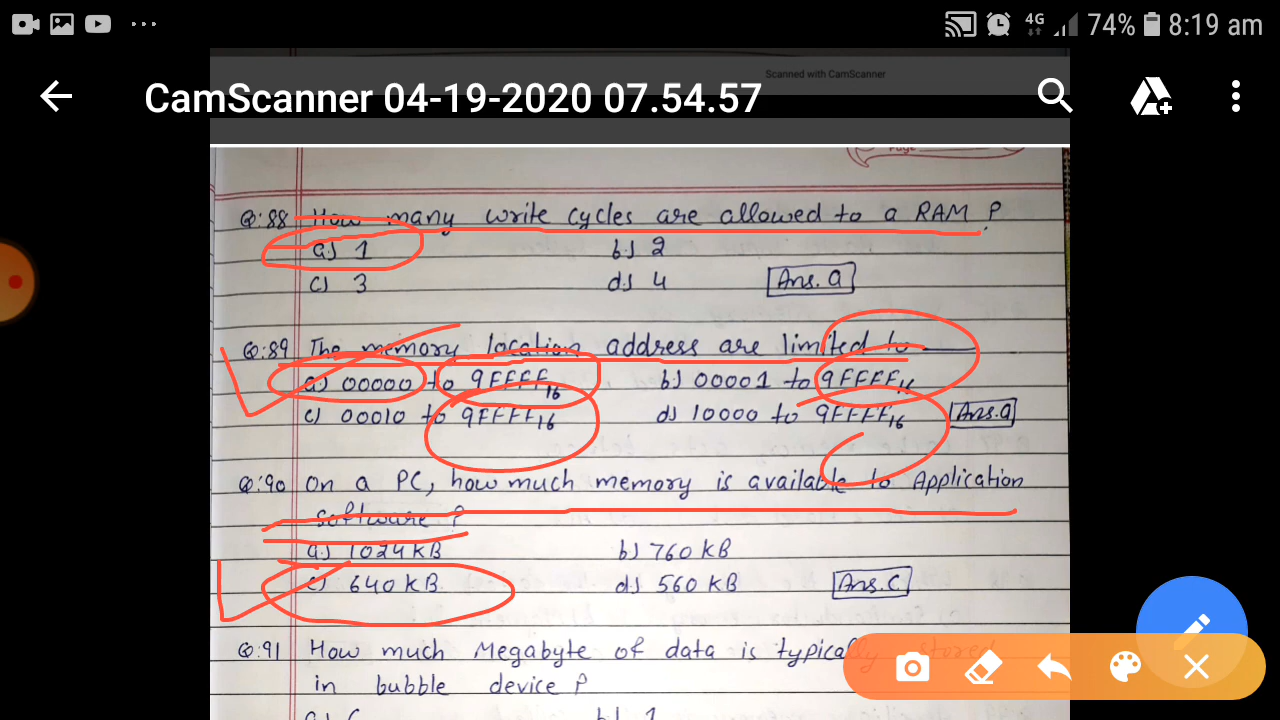 4G 74% 8:19 am
Scanned with CamScanner
CamScanner 04-19-2020 07.54.57
Q:88 How many write cycles are allowed to a RAM ?
a) 1 b) 2
c) 3 d) 4 Ans. a
Q:89 The memory location address are limited to ____
a) 00000 to 9FFFF16 b) 00001 to 9FFFF16
c) 00010 to 9FFFF16 d) 10000 to 9FFFF16 Ans. a
Q:90 On a PC, how much memory is available to Application
software ?
a) 1024 KB b) 760 KB
c) 640 KB d) 560 KB Ans. C
Q:91 How much Megabyte of data is typically stored
in bubble device ?